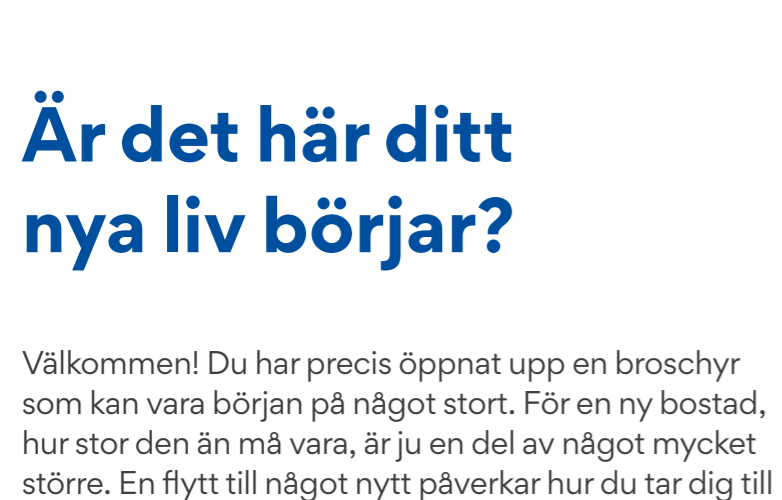 Är det här ditt
nya liv börjar?
Välkommen! Du har precis öppnat upp en broschyr
som kan vara början på något stort. För en ny bostad,
hur stor den än må vara, är ju en del av något mycket
större. En flytt till något nytt påverkar hur du tar dig till